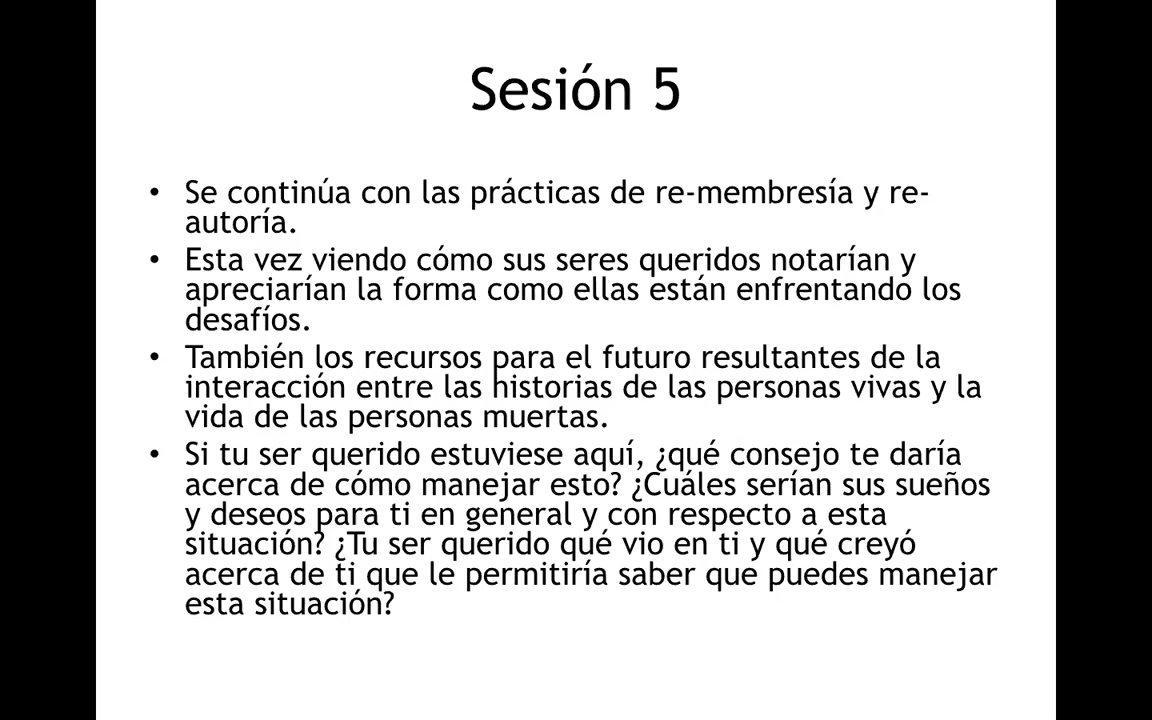 Sesión 5
• Se continúa con las prácticas de re-membresía y re-
autoría.
• Esta vez viendo cómo sus seres queridos notarían y
apreciarían la forma como ellas están enfrentando los
desafíos.
• También los recursos para el futuro resultantes de la
interacción entre las historias de las personas vivas y la
vida de las personas muertas.
• Si tu ser querido estuviese aquí, ¿qué consejo te daría
acerca de cómo manejar esto? ¿Cuáles serían sus sueños
y deseos para ti en general y con respecto a esta
situación? ¿Tu ser querido qué vio en ti y qué creyó
acerca de ti que le permitiría saber que puedes manejar
esta situación?